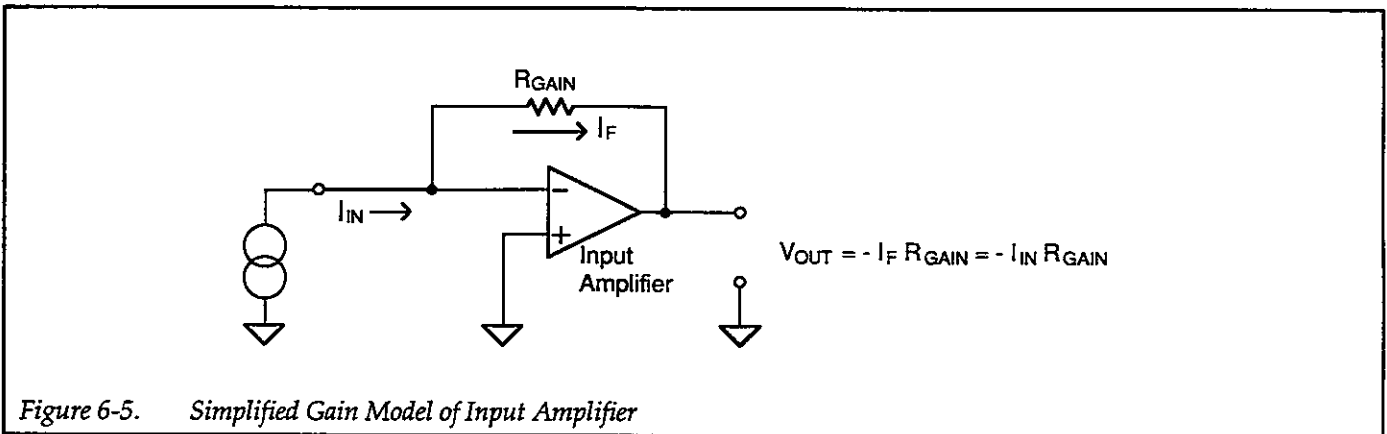 RGAIN
IF
IIN
−
+
Input
Amplifier
VOUT = - IF RGAIN = - IIN RGAIN
Figure 6-5. Simplified Gain Model of Input Amplifier